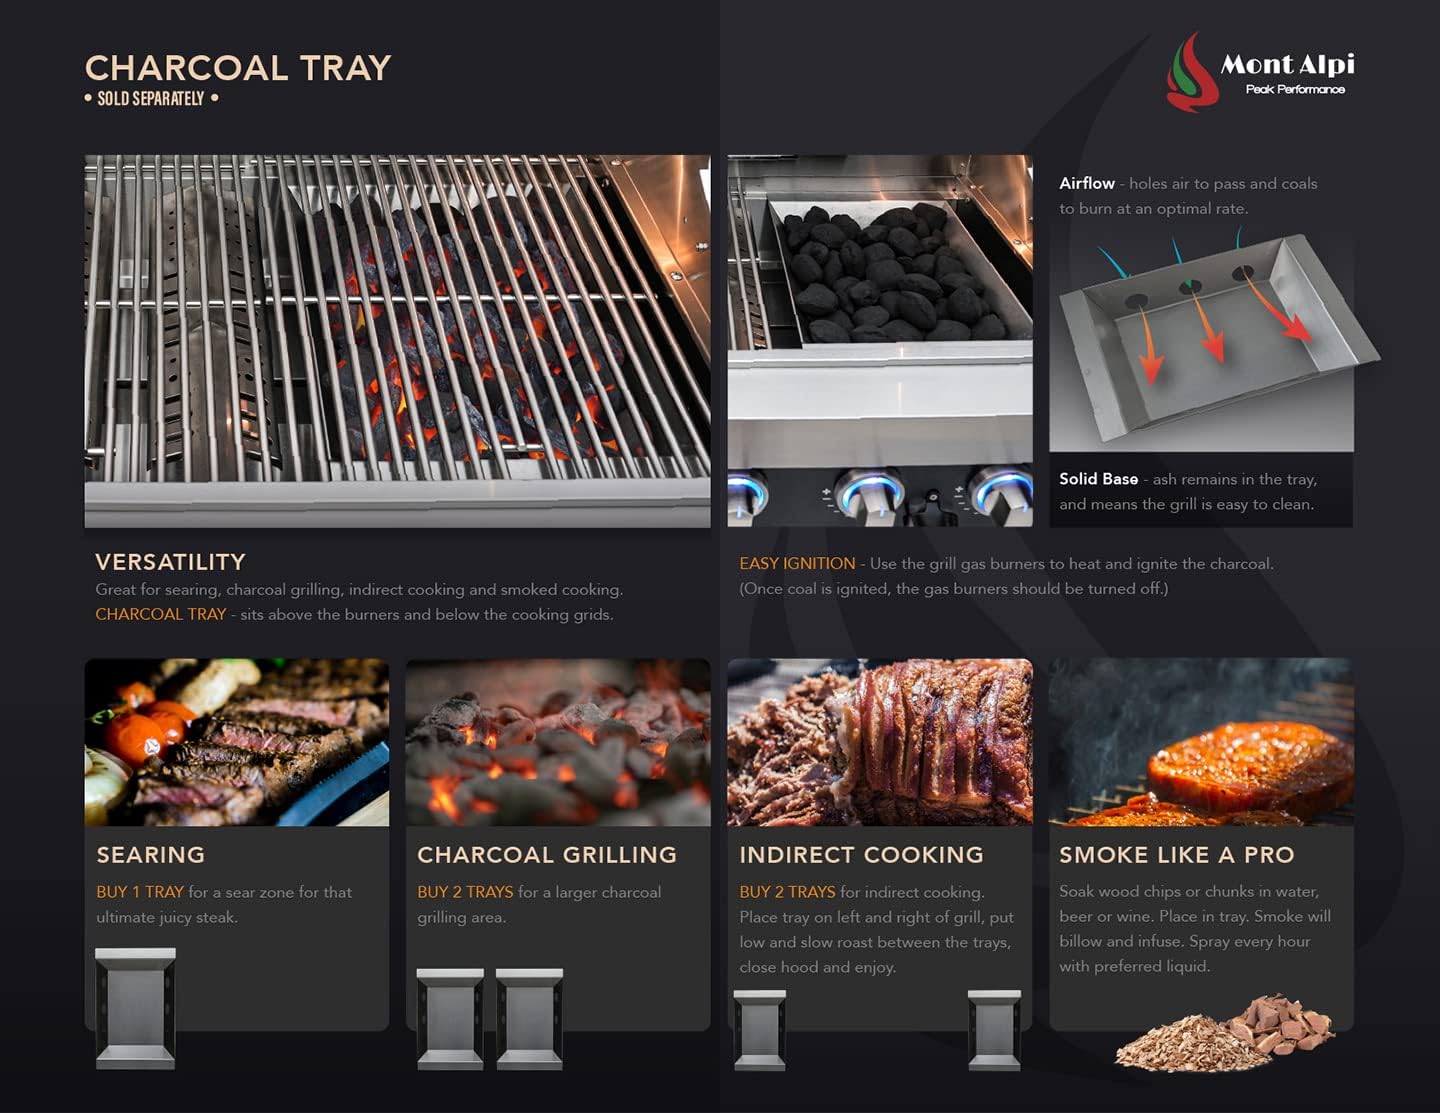 CHARCOAL TRAY
• SOLD SEPARATELY •
Mont Alpi
Peak Performance
Airflow - holes air to pass and coals
to burn at an optimal rate.
Solid Base - ash remains in the tray,
and means the grill is easy to clean.
VERSATILITY
Great for searing, charcoal grilling, indirect cooking and smoked cooking.
CHARCOAL TRAY - sits above the burners and below the cooking grids.
EASY IGNITION - Use the grill gas burners to heat and ignite the charcoal.
(Once coal is ignited, the gas burners should be turned off.)
SEARING
BUY 1 TRAY for a sear zone for that
ultimate juicy steak.
CHARCOAL GRILLING
BUY 2 TRAYS for a larger charcoal
grilling area.
INDIRECT COOKING
BUY 2 TRAYS for indirect cooking.
Place tray on left and right of grill, put
low and slow roast between the trays,
close hood and enjoy.
SMOKE LIKE A PRO
Soak wood chips or chunks in water,
beer or wine. Place in tray. Smoke will
billow and infuse. Spray every hour
with preferred liquid.